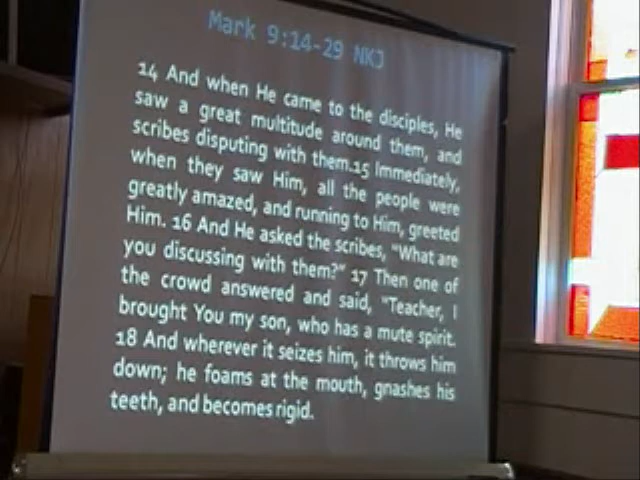 Mark 9:14-29 NKJ
14 And when He came to the disciples, He
saw a great multitude around them, and
scribes disputing with them.15 Immediately,
when they saw Him, all the people were
greatly amazed, and running to Him, greeted
Him. 16 And He asked the scribes, "What are
you discussing with them?" 17 Then one of
the crowd answered and said, "Teacher, I
brought You my son, who has a mute spirit.
18 And wherever it seizes him, it throws him
down; he foams at the mouth, gnashes his
teeth, and becomes rigid.